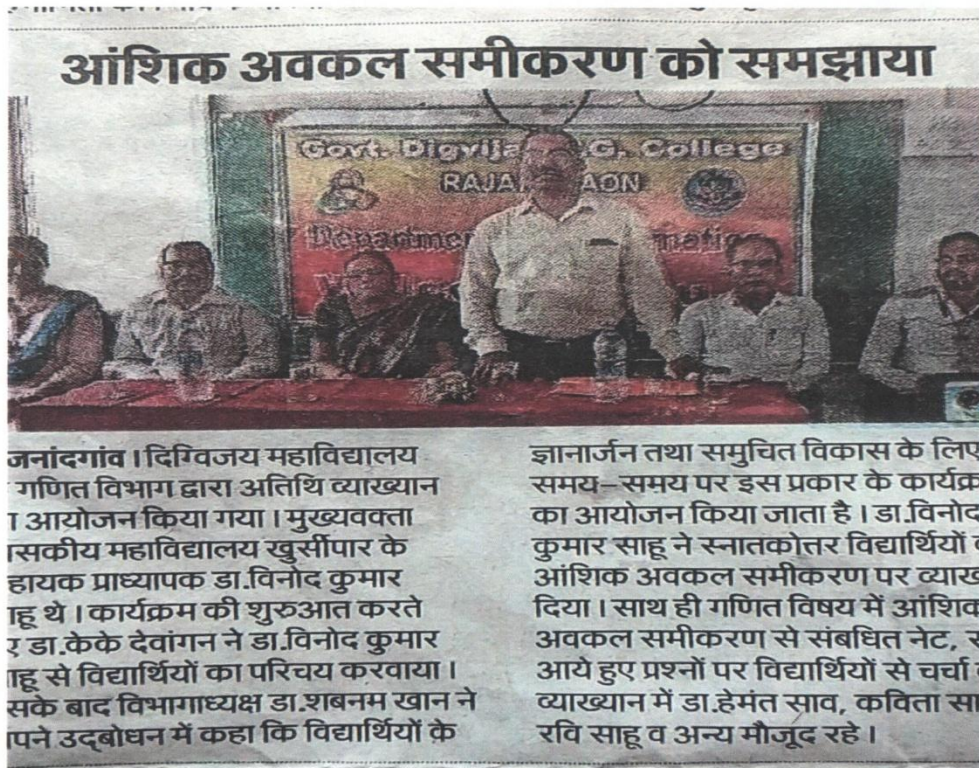 आंशिक अवकल समीकरण को समझाया
Govt. Digvija G. College
RAJA AON
Departmen
जनांदगांव। दिग्विजय महाविद्यालय
गणित विभाग द्वारा अतिथि व्याख्यान
आयोजन किया गया। मुख्यवक्ता
ासकीय महाविद्यालय खुर्सीपार के
हायक प्राध्यापक डा.विनोद कुमार
ाहू थे। कार्यक्रम की शुरुआत करते
डा.केके देवांगन ने डा.विनोद कुमार
ाहू से विद्यार्थियों का परिचय करवाया।
सके बाद विभागाध्यक्ष डा.शबनम खान ने
पने उद्बोधन में कहा कि विद्यार्थियों के
ज्ञानार्जन तथा समुचित विकास के लिए
समय-समय पर इस प्रकार के कार्यक्र
का आयोजन किया जाता है। डा.विनोद
कुमार साहू ने स्नातकोत्तर विद्यार्थियों
आंशिक अवकल समीकरण पर व्याख
दिया। साथ ही गणित विषय में आंशिक
अवकल समीकरण से संबधित नेट,
आये हुए प्रश्नों पर विद्यार्थियों से चर्चा
व्याख्यान में डा.हेमंत साव, कविता सा
रवि साहू व अन्य मौजूद रहे।